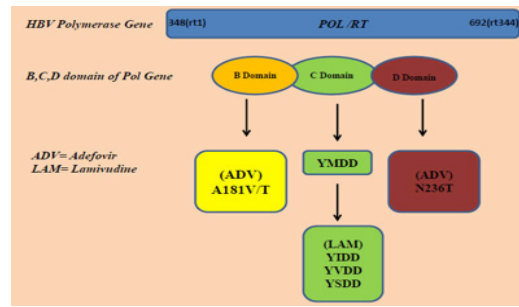 HBV Polymerase Gene
348(rt1) POL/RT 692(rt344)
B,C,D domain of Pol Gene
B Domain C Domain D Domain
ADV= Adefovir
LAM= Lamivudine
(ADV)
A181V/T
YMDD
(ADV)
N236T
(LAM)
YIDD
YVDD
YSDD